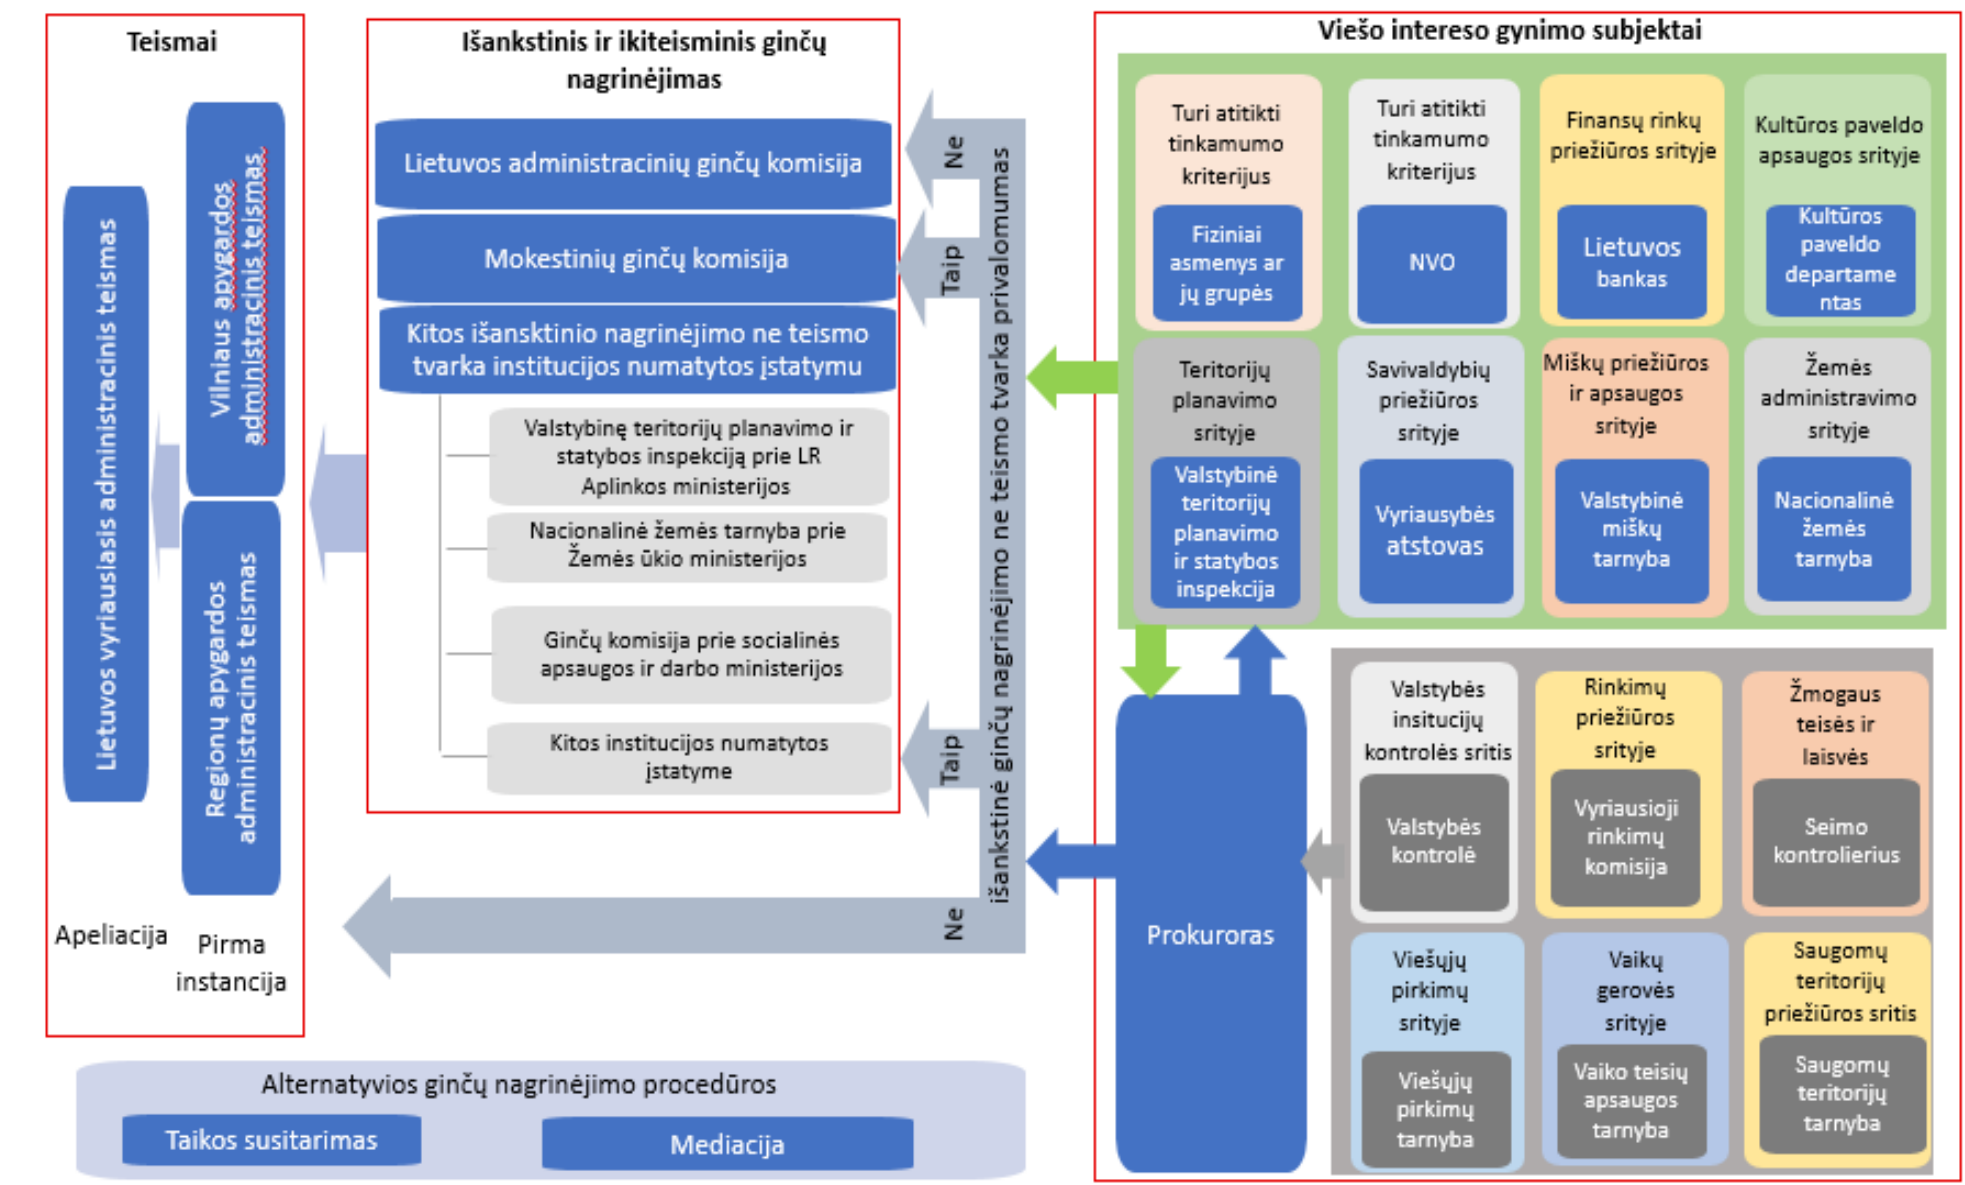 Teismai
Lietuvos vyriausiasis administracinis teismas
Vilniaus apygardos
administracinis teismas
Regionų apygardos
administracinis teismas
Apeliacija
Pirma
instancija
Išankstinis ir ikiteisminis ginčų
nagrinėjimas
Lietuvos administracinių ginčų komisija
Mokestinių ginčų komisija
Kitos išansktinio nagrinėjimo ne teismo
tvarka institucijos numatytos įstatymu
Valstybinę teritorijų planavimo ir
statybos inspekciją prie LR
Aplinkos ministerijos
Nacionalinė žemės tarnyba prie
Žemės ūkio ministerijos
Ginčų komisija prie socialinės
apsaugos ir darbo ministerijos
Kitos institucijos numatytos
įstatyme
Ne
Taip
Taip
Ne
išankstinė ginčų nagrinėjimo ne teismo tvarka privalomumas
Viešo intereso gynimo subjektai
Turi atitikti
tinkamumo
kriterijus
Fiziniai
asmenys ar
jų grupės
Turi atitikti
tinkamumo
kriterijus
NVO
Finansų rinkų
priežiūros srityje
Lietuvos
bankas
Kultūros paveldo
apsaugos srityje
Kultūros
paveldo
departame
ntas
Teritorijų
planavimo
srityje
Valstybinė
teritorijų
planavimo
ir statybos
inspekcija
Savivaldybių
priežiūros
srityje
Vyriausybės
atstovas
Miškų priežiūros
ir apsaugos
srityje
Valstybinė
miškų
tarnyba
Žemės
administravimo
srityje
Nacionalinė
žemės
tarnyba
Prokuroras
Valstybės
insitucijų
kontrolės sritis
Valstybės
kontrolė
Rinkimų
priežiūros
srityje
Vyriausioji
rinkimų
komisija
Žmogaus
teisės ir
laisvės
Seimo
kontrolierius
Viešųjų
pirkimų
srityje
Viešųjų
pirkimų
tarnyba
Vaikų
gerovės
srityje
Vaiko teisių
apsaugos
tarnyba
Saugomų
teritorijų
priežiūros sritis
Saugomų
teritorijų
tarnyba
Alternatyvios ginčų nagrinėjimo procedūros
Taikos susitarimas
Mediacija